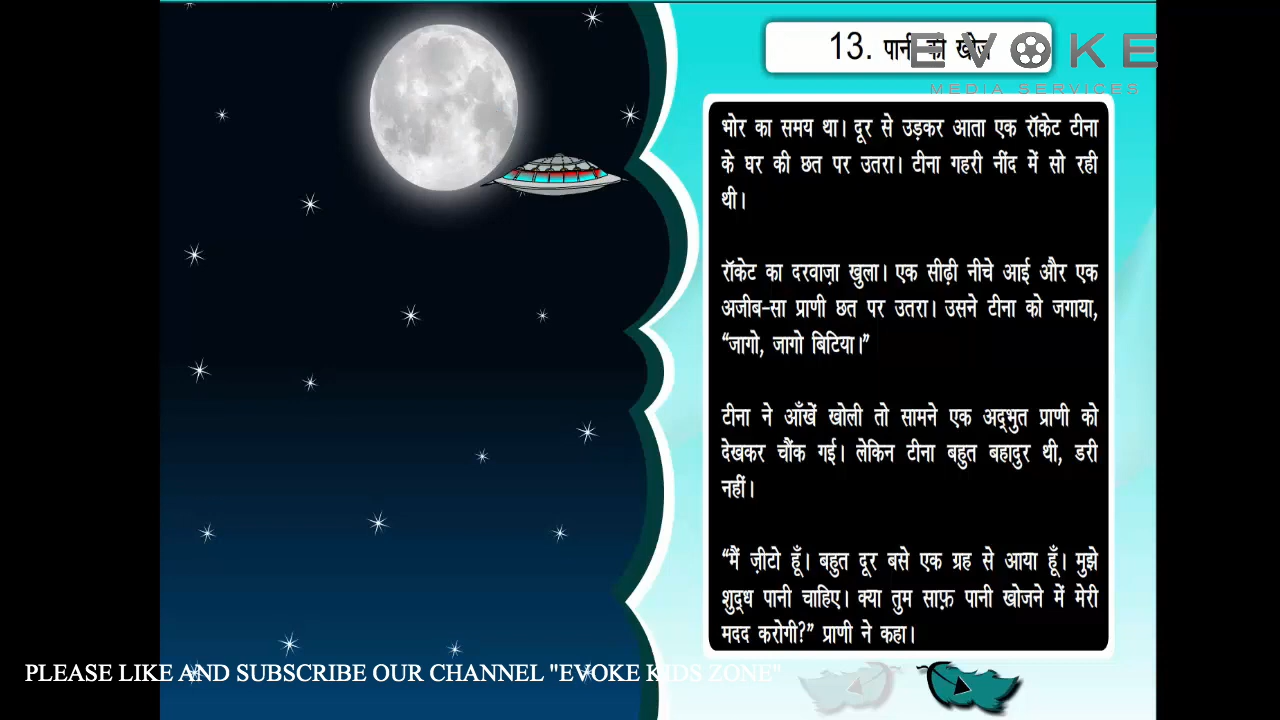 13. पानी की खोज
EVOKE
MEDIA SERVICES
भोर का समय था। दूर से उड़कर आता एक रॉकेट टीना
के घर की छत पर उतरा। टीना गहरी नींद में सो रही
थी।
रॉकेट का दरवाज़ा खुला। एक सीढ़ी नीचे आई और एक
अजीब-सा प्राणी छत पर उतरा। उसने टीना को जगाया,
“जागो, जागो बिटिया।”
टीना ने आँखें खोली तो सामने एक अद्भुत प्राणी को
देखकर चौंक गई। लेकिन टीना बहुत बहादुर थी, डरी
नहीं।
“मैं ज़ीटो हूँ। बहुत दूर बसे एक ग्रह से आया हूँ। मुझे
शुद्ध पानी चाहिए। क्या तुम साफ़ पानी खोजने में मेरी
मदद करोगी?” प्राणी ने कहा।
PLEASE LIKE AND SUBSCRIBE OUR CHANNEL "EVOKE KIDS ZONE"